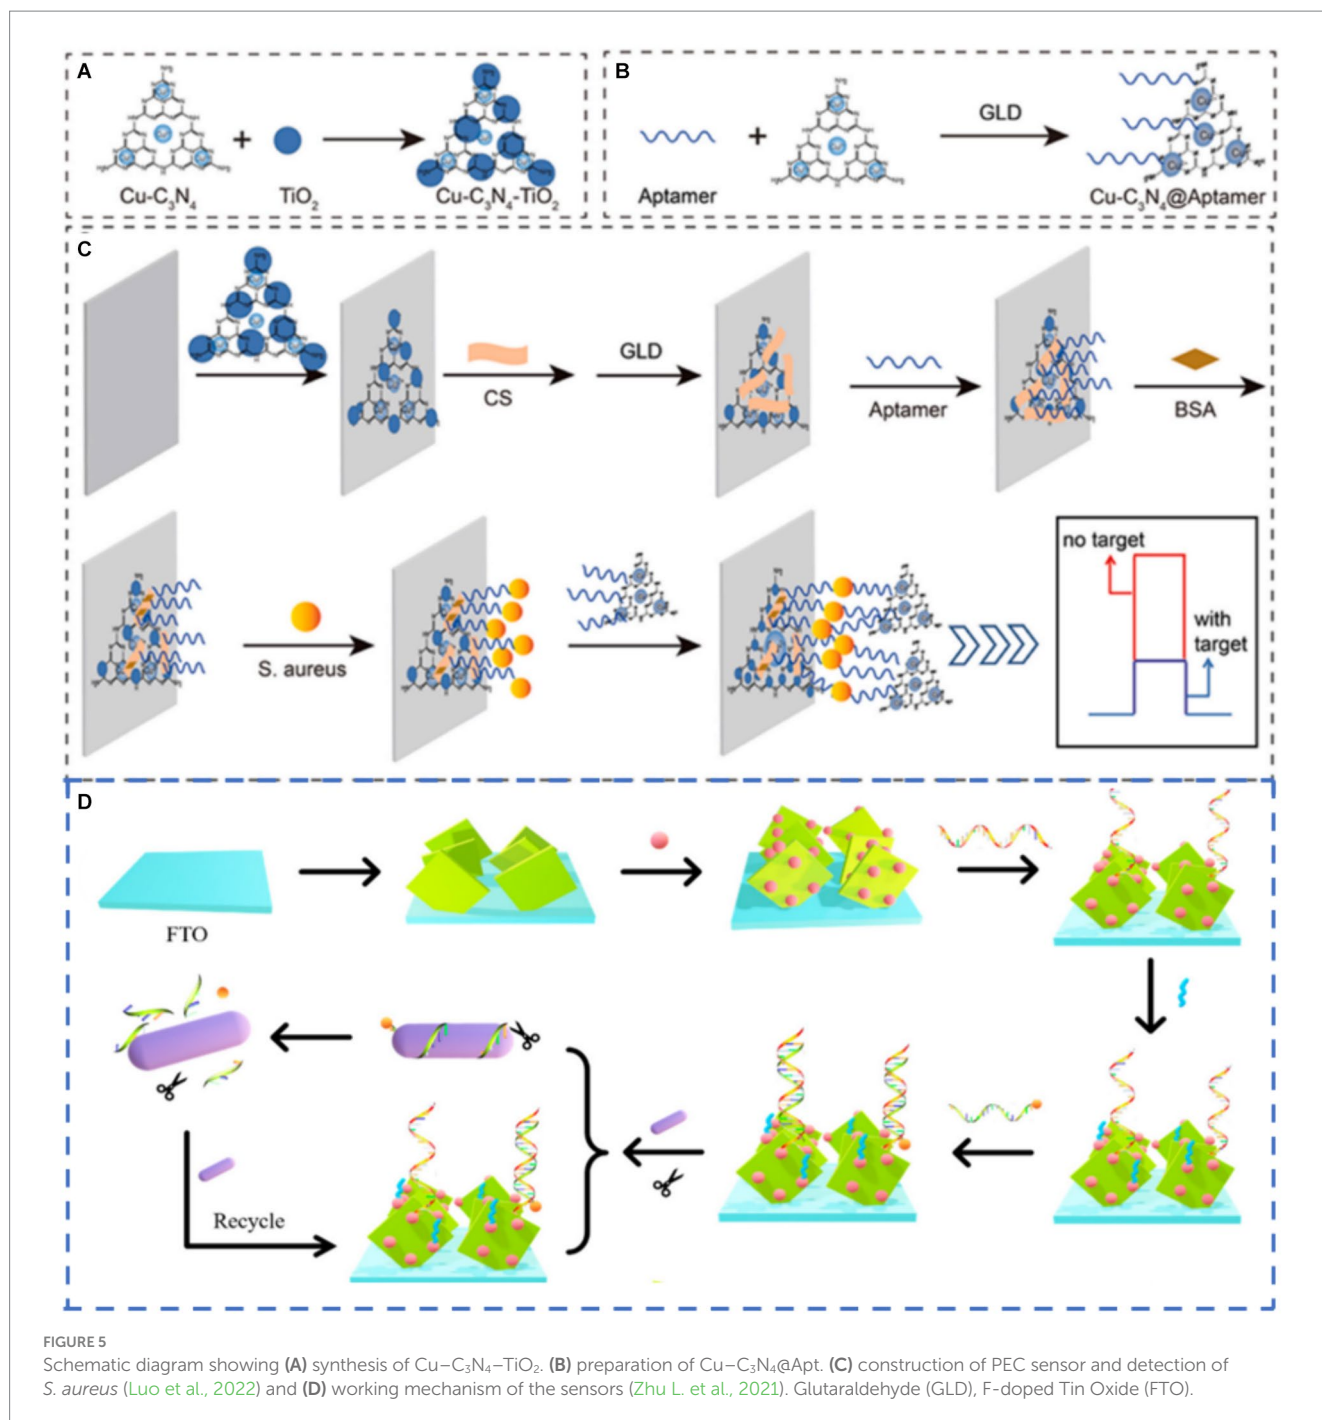 A
Cu-C₃N₄
+
TiO₂
Cu-C₃N₄-TiO₂
B
Aptamer
+
GLD
Cu-C₃N₄@Aptamer
C
CS
GLD
Aptamer
BSA
S. aureus
no target
with
target
D
FTO
Recycle
FIGURE 5
Schematic diagram showing (A) synthesis of Cu–C₃N₄–TiO₂. (B) preparation of Cu–C₃N₄@Apt. (C) construction of PEC sensor and detection of
S. aureus (Luo et al., 2022) and (D) working mechanism of the sensors (Zhu L. et al., 2021). Glutaraldehyde (GLD), F-doped Tin Oxide (FTO).